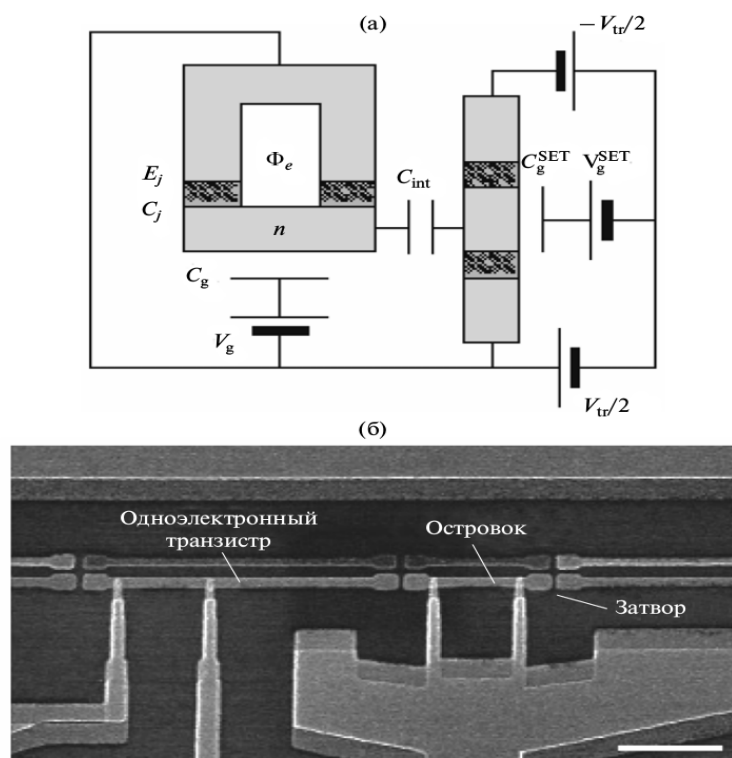 (а)
− V_tr/2
Φ_e
E_j
C_j
n
C_int
C_g^SET
V_g^SET
C_g
V_g
V_tr/2
(б)
Одноэлектронный
транзистр
Островок
Затвор